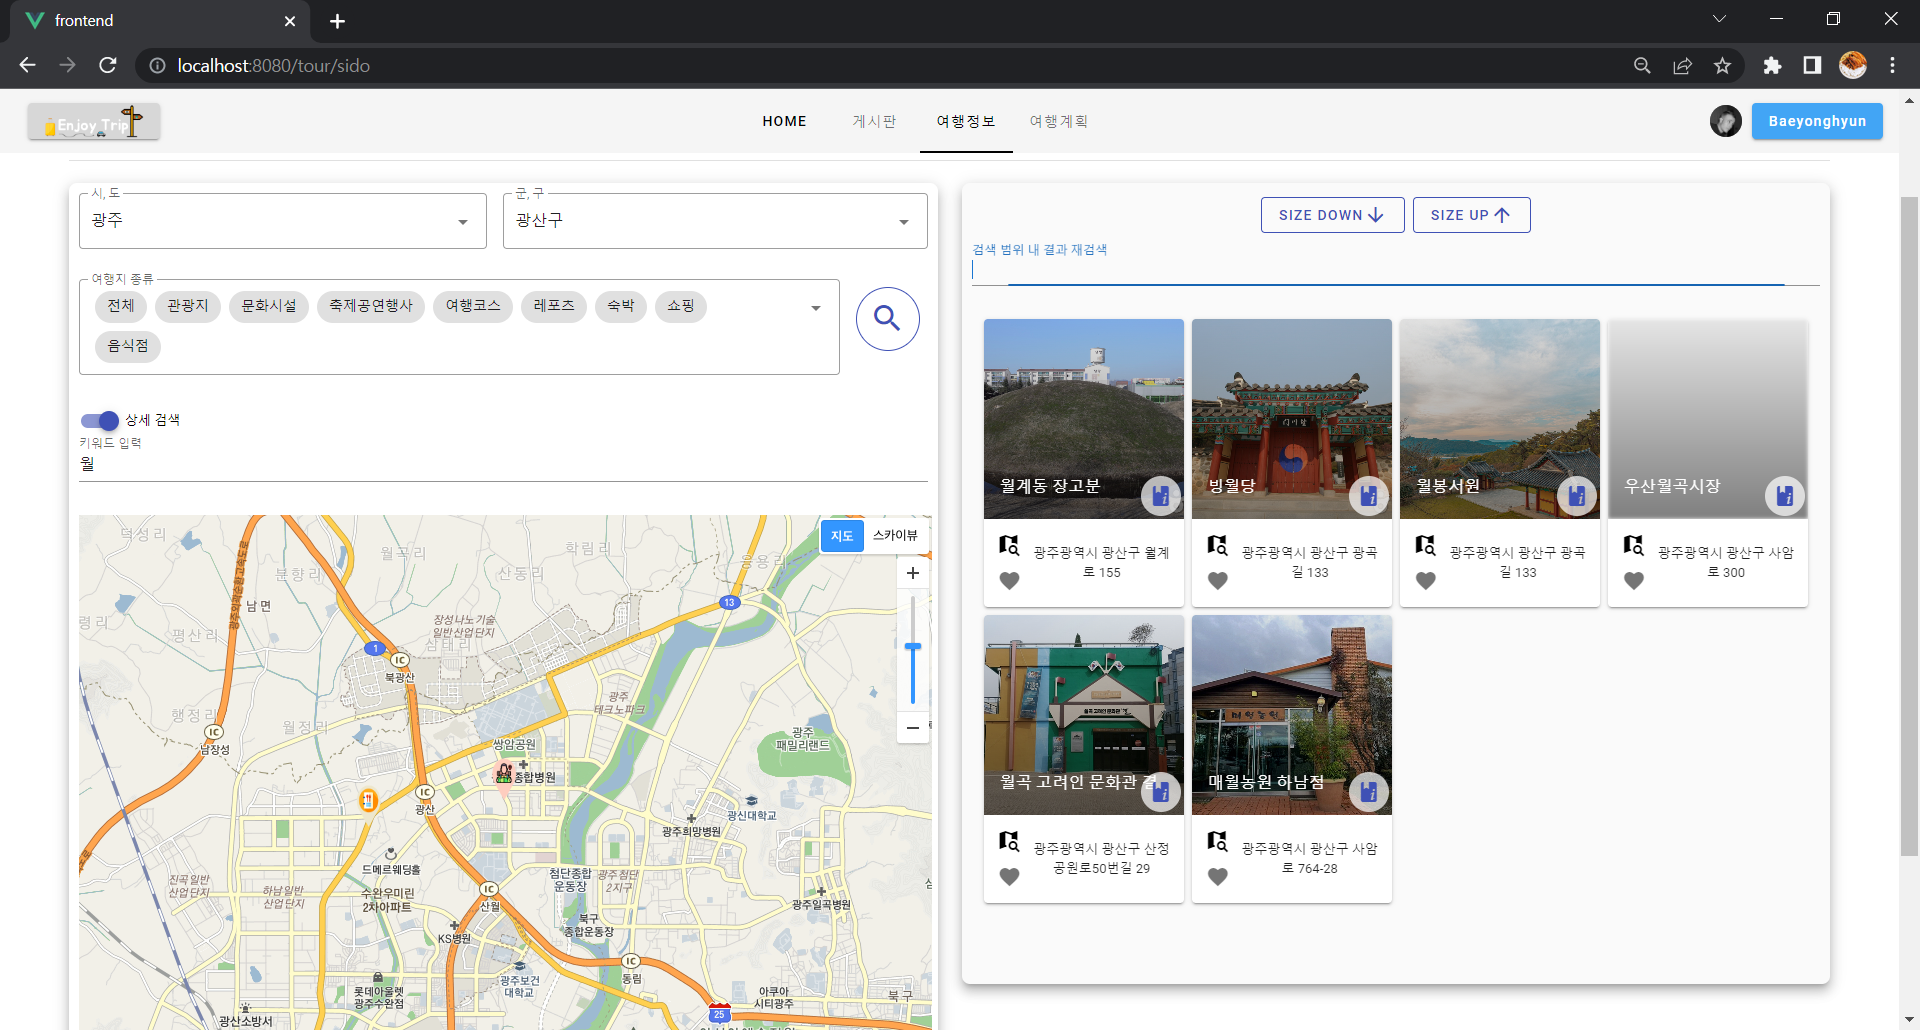 frontend
localhost:8080/tour/sido
Enjoy Trip
HOME
게시판
여행정보
여행계획
Baeyonghyun
시, 도
광주
군, 구
광산구
여행지 종류
전체
관광지
문화시설
축제공연행사
여행코스
레포츠
숙박
쇼핑
음식점
상세 검색
키워드 입력
월
지도
스카이뷰
덕성리
월곡리
학림리
용용리
분향리
산동리
남면
광주외곽순환고속도로
령리
평산리
장성나노기술
일반산업단지
삼태리
13
1
IC
북광산
행정리
월정리
IC
남장성
광주
테크노파크
광주
패밀리랜드
쌍암공원
종합병원
IC
광산
광신대학교
광주희망병원
드메르웨딩홀
진곡일반
산업단지
하남일반
산업단지
수완우미린
2차아파트
첨단종합
운동장
광주첨단
2지구
IC
산월
광주일곡병원
북구
종합운동장
KS병원
IC
동림
광주보건
대학교
롯데아울렛
광주수완점
아쿠아
시티광주
북구
25
광산소방서
SIZE DOWN
SIZE UP
검색 범위 내 결과 재검색
월계동 장고분
광주광역시 광산구 월계
로 155
빙월당
광주광역시 광산구 광곡
길 133
월봉서원
광주광역시 광산구 광곡
길 133
우산월곡시장
광주광역시 광산구 사암
로 300
월곡 고려인 문화관 결
광주광역시 광산구 산정
공원로50번길 29
매월농원 하남점
광주광역시 광산구 사암
로 764-28